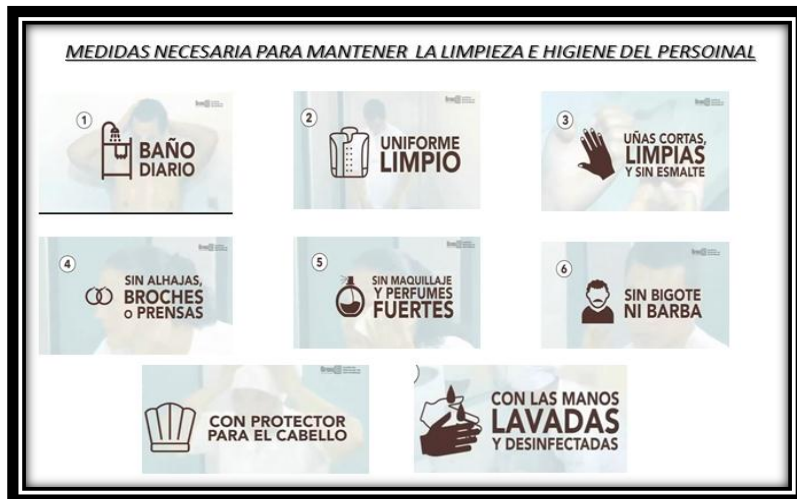 MEDIDAS NECESARIA PARA MANTENER LA LIMPIEZA E HIGIENE DEL PERSOINAL
1
BAÑO
DIARIO
2
UNIFORME
LIMPIO
3
UÑAS CORTAS,
LIMPIAS
Y SIN ESMALTE
4
SIN ALHAJAS,
BROCHES
o PRENSAS
5
SIN MAQUILLAJE
Y PERFUMES
FUERTES
6
SIN BIGOTE
NI BARBA
CON PROTECTOR
PARA EL CABELLO
CON LAS MANOS
LAVADAS
Y DESINFECTADAS